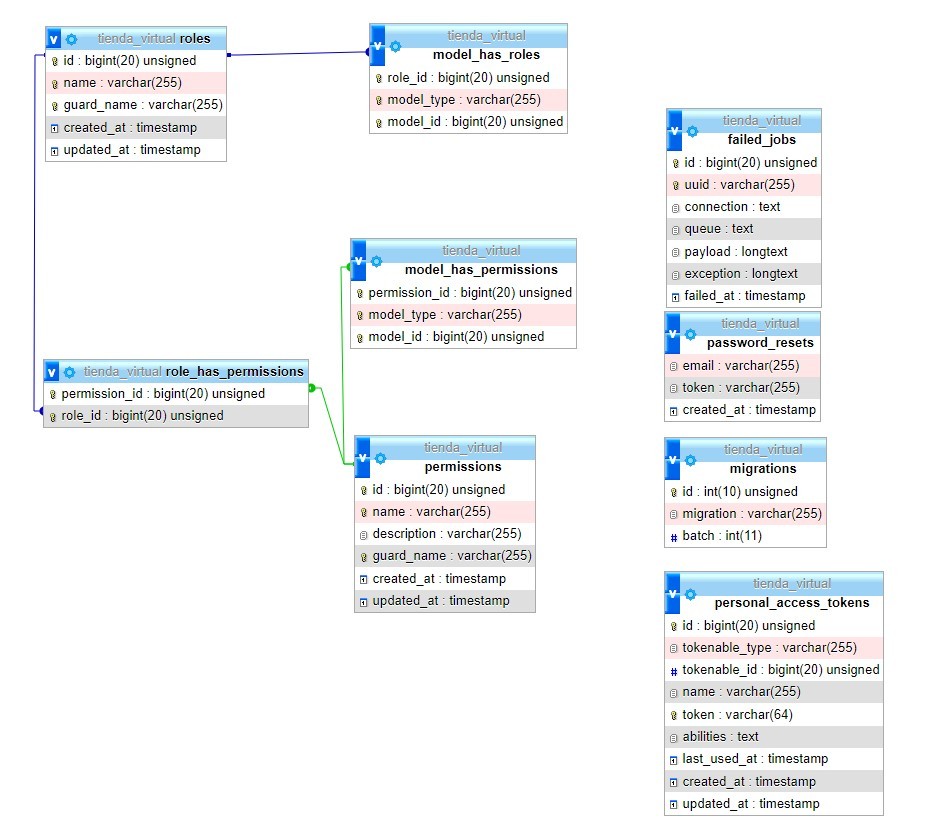 tienda_virtual roles
id : bigint(20) unsigned
name : varchar(255)
guard_name : varchar(255)
created_at : timestamp
updated_at : timestamp
tienda_virtual
model_has_roles
role_id : bigint(20) unsigned
model_type : varchar(255)
model_id : bigint(20) unsigned
tienda_virtual
failed_jobs
id : bigint(20) unsigned
uuid : varchar(255)
connection : text
queue : text
payload : longtext
exception : longtext
failed_at : timestamp
tienda_virtual
model_has_permissions
permission_id : bigint(20) unsigned
model_type : varchar(255)
model_id : bigint(20) unsigned
tienda_virtual
password_resets
email : varchar(255)
token : varchar(255)
created_at : timestamp
tienda_virtual role_has_permissions
permission_id : bigint(20) unsigned
role_id : bigint(20) unsigned
tienda_virtual
permissions
id : bigint(20) unsigned
name : varchar(255)
description : varchar(255)
guard_name : varchar(255)
created_at : timestamp
updated_at : timestamp
tienda_virtual
migrations
id : int(10) unsigned
migration : varchar(255)
# batch : int(11)
tienda_virtual
personal_access_tokens
id : bigint(20) unsigned
tokenable_type : varchar(255)
# tokenable_id : bigint(20) unsigned
name : varchar(255)
token : varchar(64)
abilities : text
last_used_at : timestamp
created_at : timestamp
updated_at : timestamp